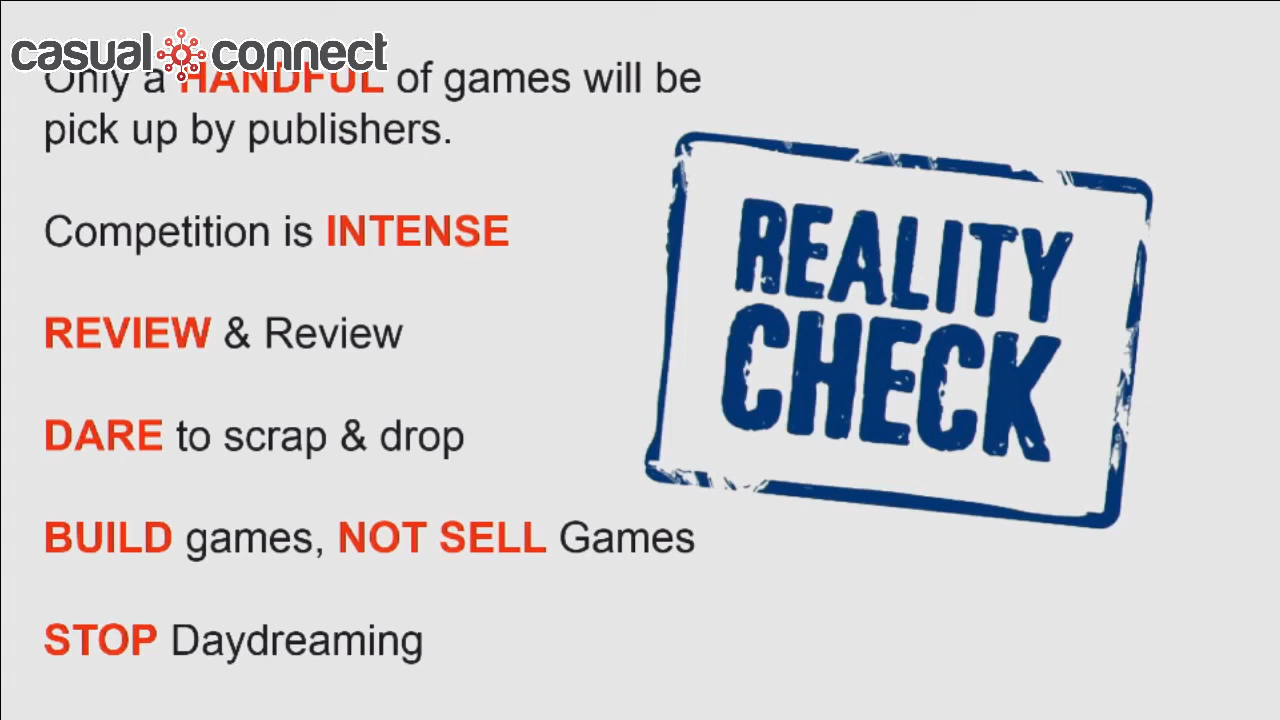 casual connect
Only a HANDFUL of games will be
pick up by publishers.
Competition is INTENSE
REVIEW & Review
DARE to scrap & drop
BUILD games, NOT SELL Games
STOP Daydreaming
REALITY
CHECK